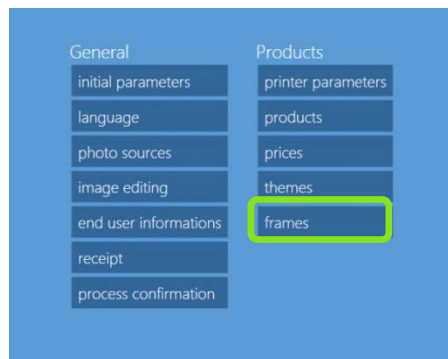 General
initial parameters
language
photo sources
image editing
end user informations
receipt
process confirmation
Products
printer parameters
products
prices
themes
frames